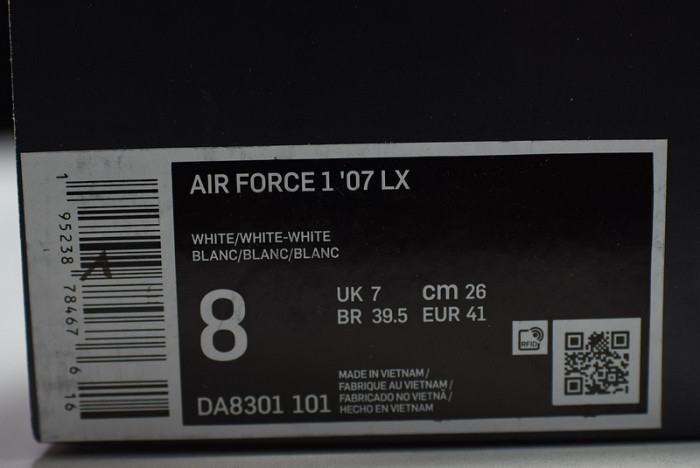 AIR FORCE 1 '07 LX
WHITE/WHITE-WHITE
BLANC/BLANC/BLANC
8
UK 7 cm 26
BR 39.5 EUR 41
RFID
DA8301 101
MADE IN VIETNAM /
FABRIQUE AU VIETNAM /
FABRICADO NO VIETNÃ /
HECHO EN VIETNAM
1 95238 78467 6 16